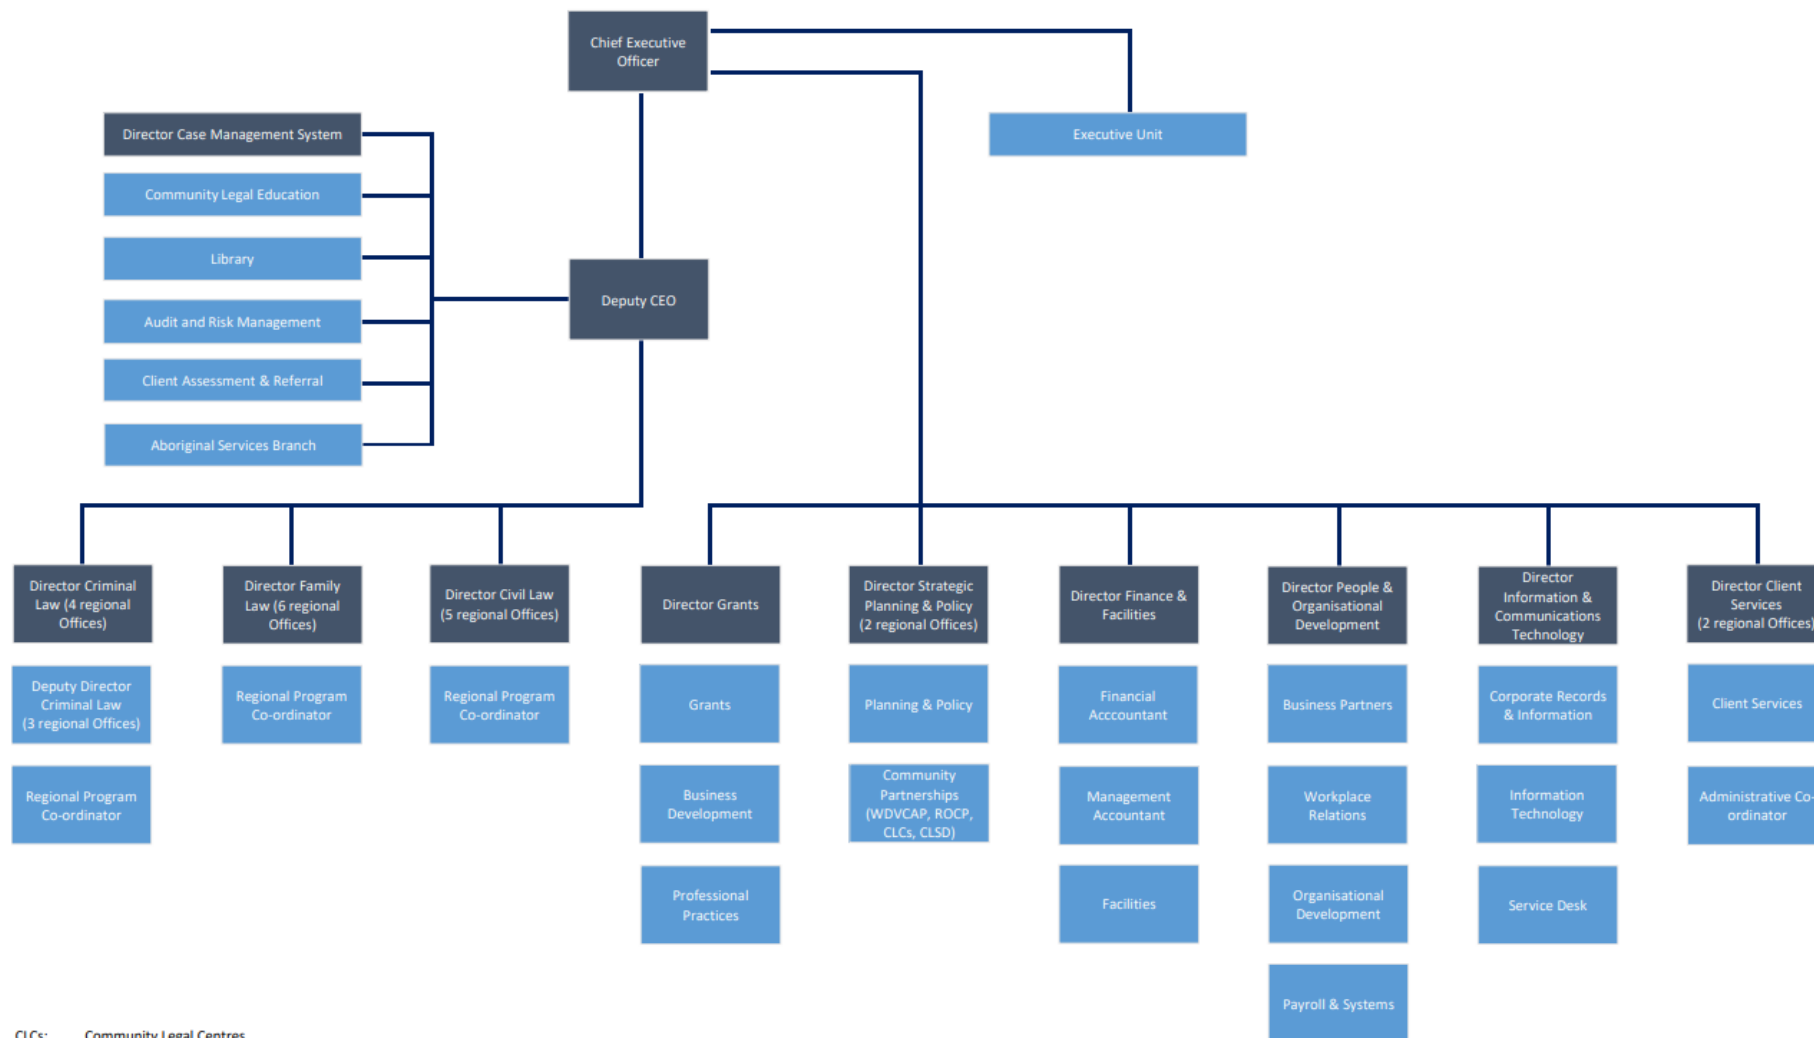 Chief Executive
Officer
Director Case Management System
Executive Unit
Community Legal Education
Library
Deputy CEO
Audit and Risk Management
Client Assessment & Referral
Aboriginal Services Branch
Director Criminal
Law (4 regional
Offices)
Director Family
Law (6 regional
Offices)
Director Civil Law
(5 regional Offices)
Director Grants
Director Strategic
Planning & Policy
(2 regional Offices)
Director Finance &
Facilities
Director People &
Organisational
Development
Director
Information &
Communications
Technology
Director Client
Services
(2 regional Offices)
Deputy Director
Criminal Law
(3 regional Offices)
Regional Program
Co-ordinator
Regional Program
Co-ordinator
Grants
Planning & Policy
Financial
Acccountant
Business Partners
Corporate Records
& Information
Client Services
Regional Program
Co-ordinator
Business
Development
Community
Partnerships
(WDVCAP, ROCP,
CLCs, CLSD)
Management
Accountant
Workplace
Relations
Information
Technology
Administrative Co-
ordinator
Professional
Practices
Facilities
Organisational
Development
Service Desk
Payroll & Systems
CLCs: Community Legal Centres